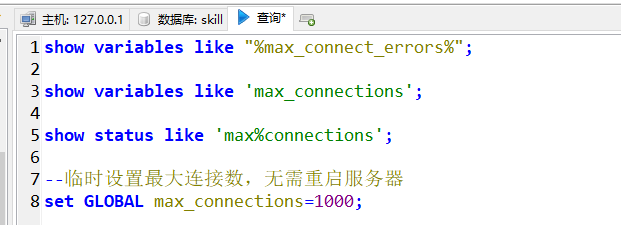 主机: 127.0.0.1 数据库: skill 查询*
1 show variables like "%max_connect_errors%";
2
3 show variables like 'max_connections';
4
5 show status like 'max%connections';
6
7 --临时设置最大连接数，无需重启服务器
8 set GLOBAL max_connections=1000;